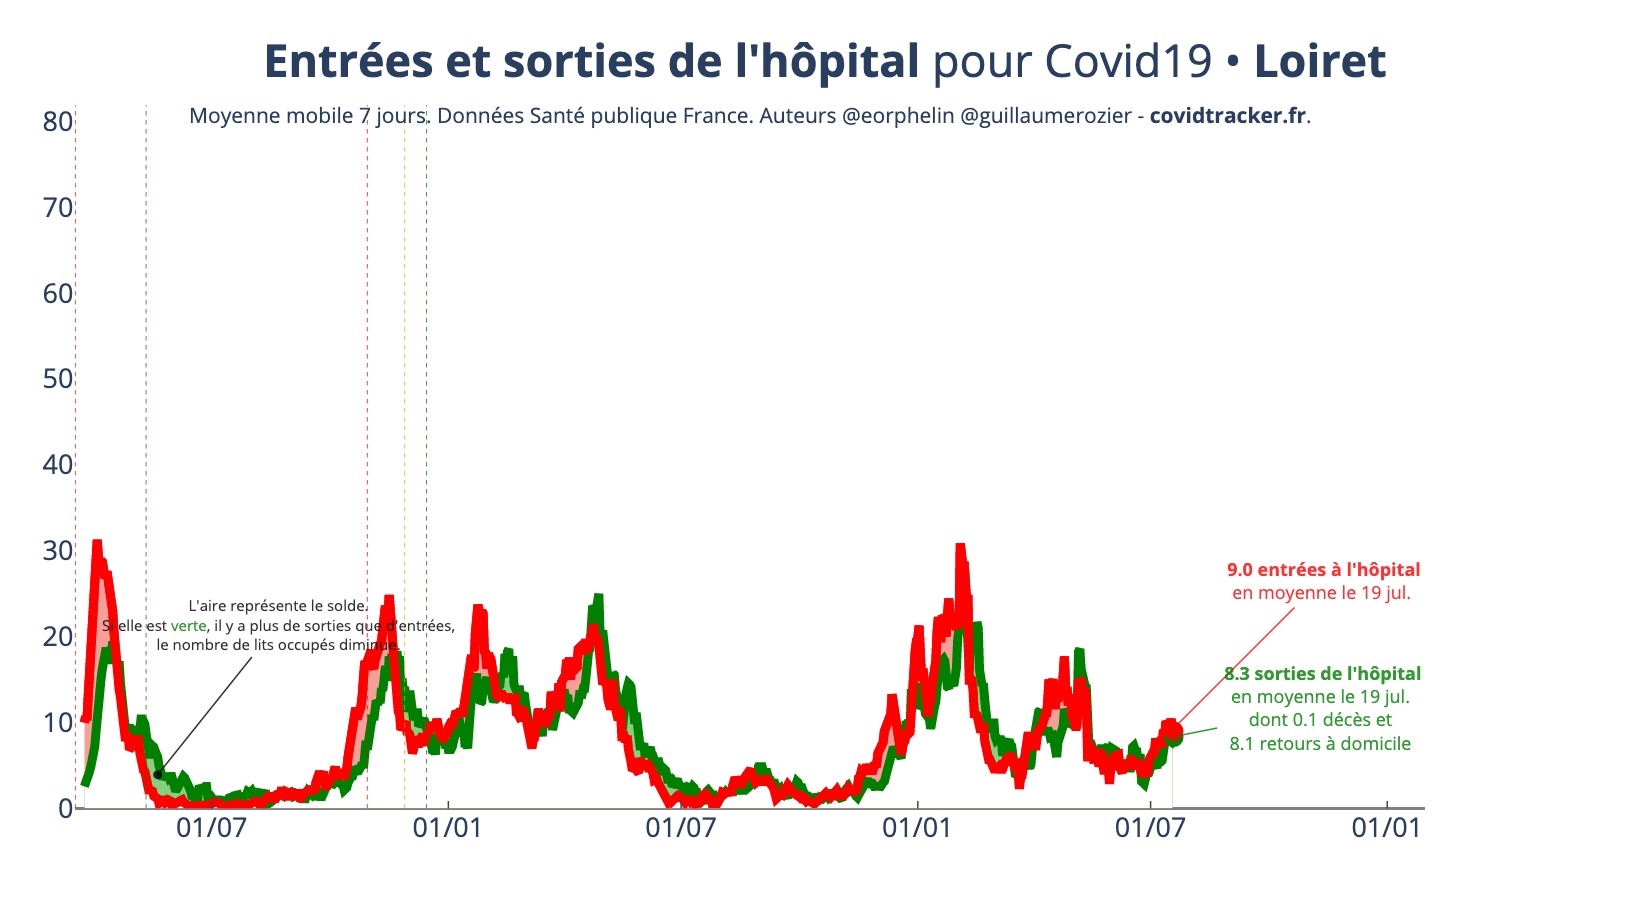 Entrées et sorties de l'hôpital pour Covid19 • Loiret
Moyenne mobile 7 jours. Données Santé publique France. Auteurs @eorphelin @guillaumerozier - covidtracker.fr.
80
70
60
50
40
30
20
10
0
L'aire représente le solde.
Si elle est verte, il y a plus de sorties que d'entrées,
le nombre de lits occupés diminue.
9.0 entrées à l'hôpital
en moyenne le 19 jul.
8.3 sorties de l'hôpital
en moyenne le 19 jul.
dont 0.1 décès et
8.1 retours à domicile
01/07
01/01
01/07
01/01
01/07
01/01